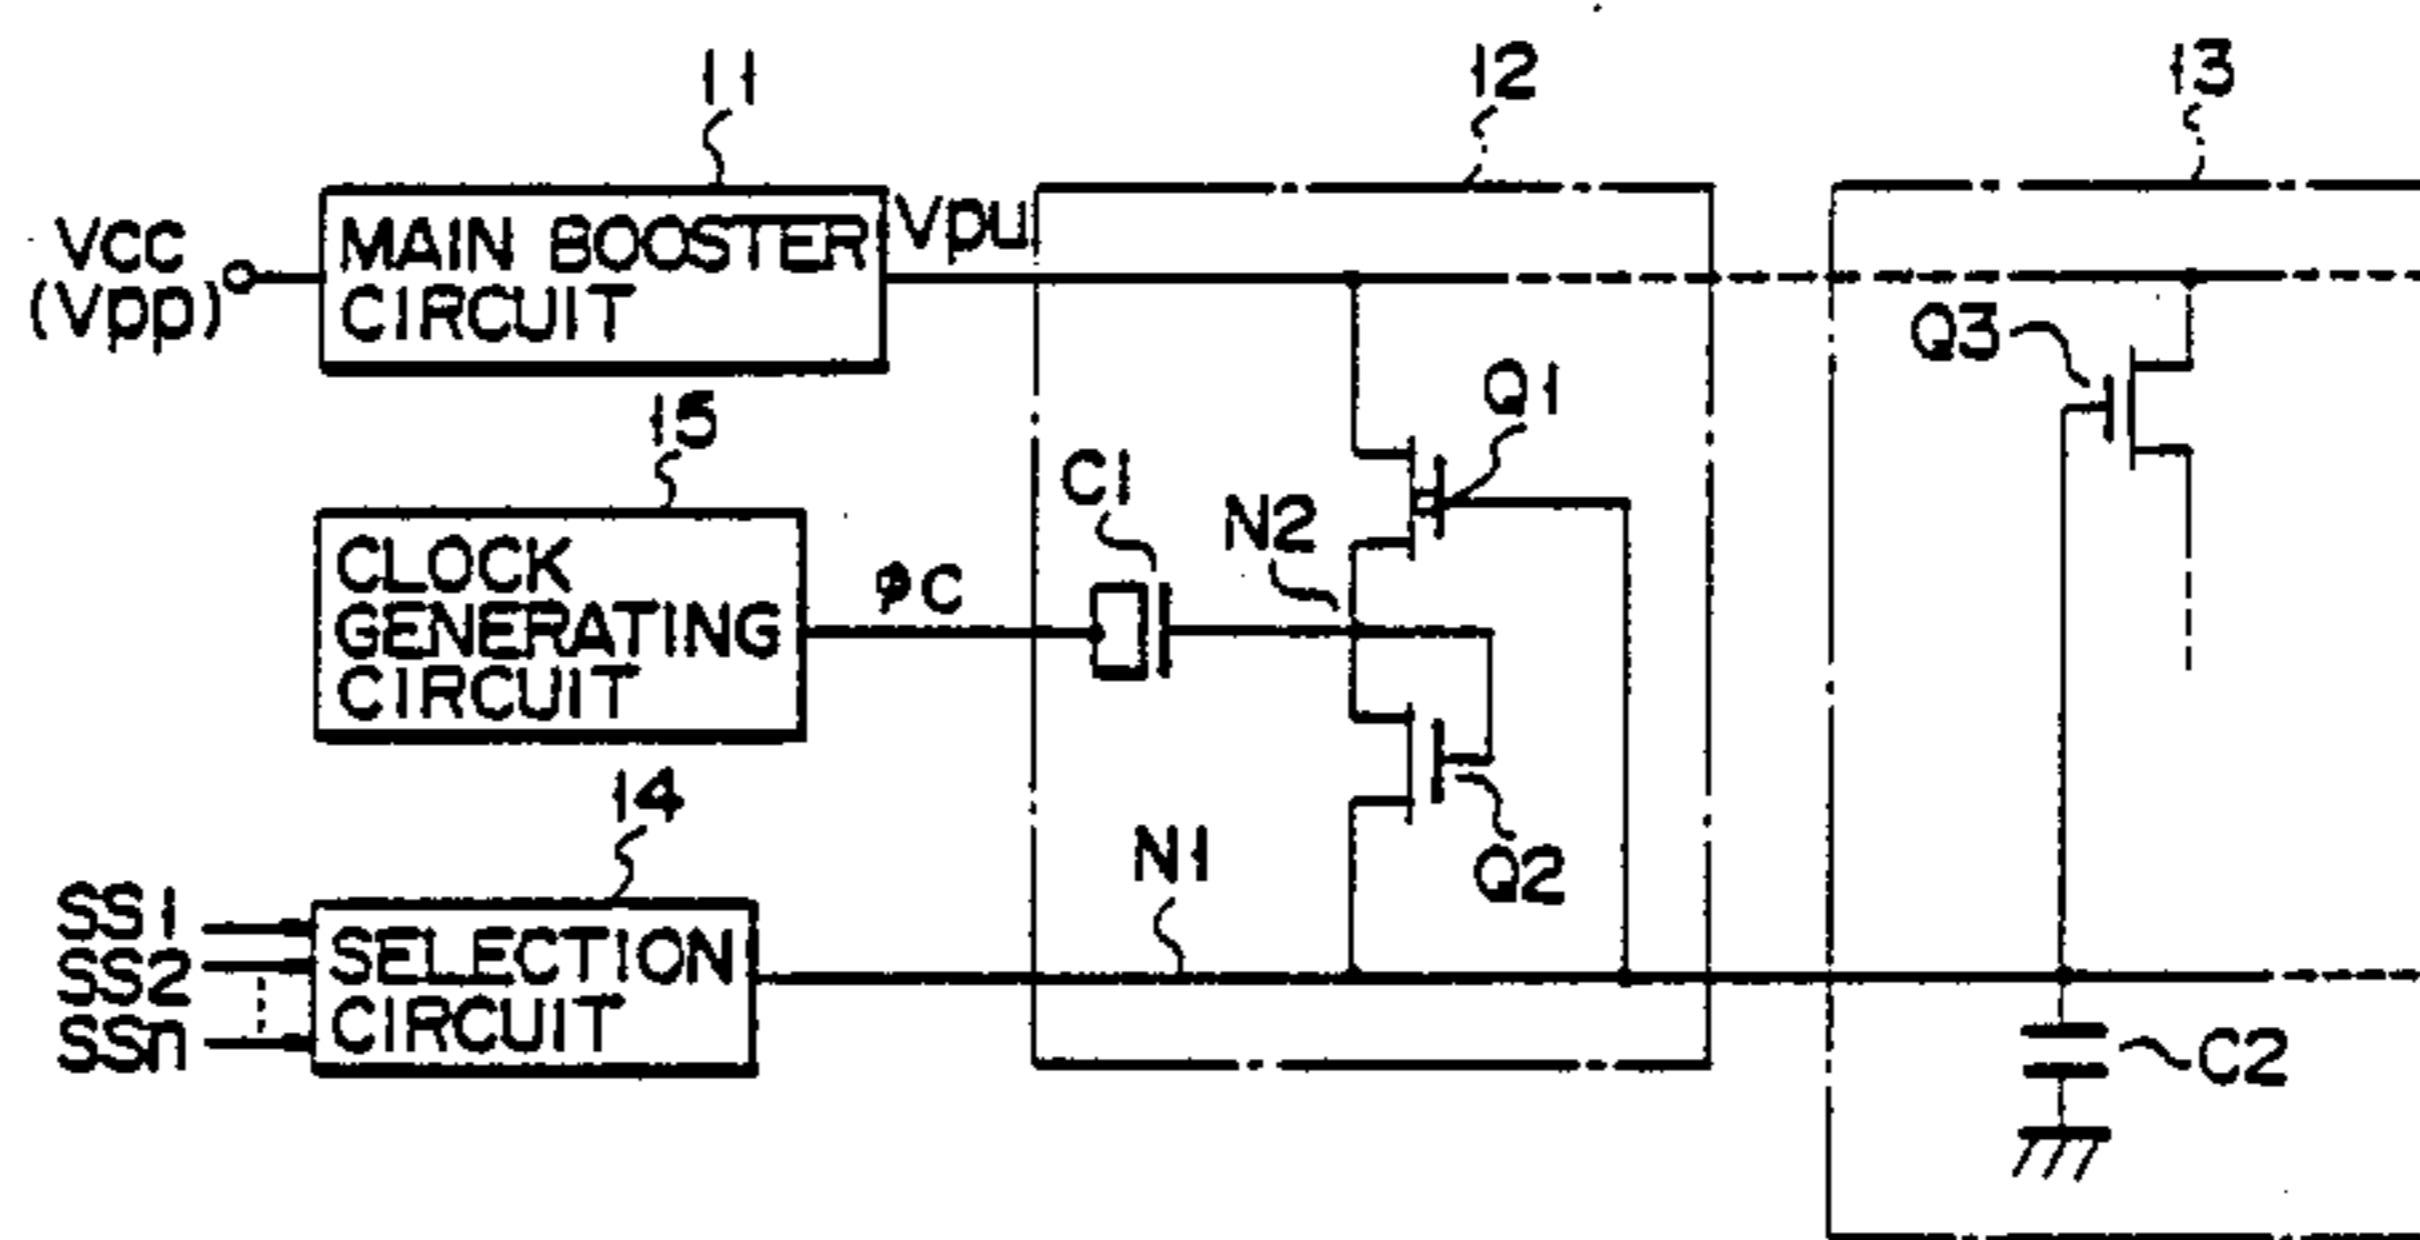 11
12
13
VCC
(Vpp)
MAIN BOOSTER
CIRCUIT
Vpu
Q3
15
Q1
C1
N2
CLOCK
GENERATING
CIRCUIT
φC
14
N1
Q2
SS1
SS2
SSn
SELECTION
CIRCUIT
C2